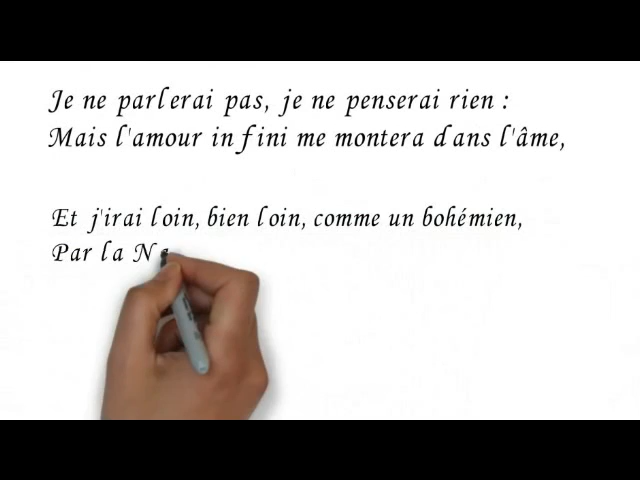 Je ne parlerai pas, je ne penserai rien :
Mais l'amour infini me montera dans l'âme,
Et j'irai loin, bien loin, comme un bohémien,
Par la N